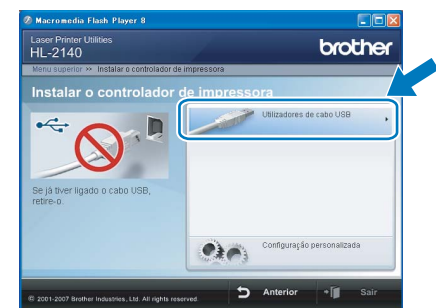 Macromedia Flash Player 8
Laser Printer Utilities
HL-2140
brother
Menu superior >> Instalar o controlador de impressora
Instalar o controlador de impressora
Utilizadores de cabo USB
Se já tiver ligado o cabo USB,
retire-o.
Configuração personalizada
© 2001-2007 Brother Industries, Ltd. All rights reserved.
Anterior
Sair